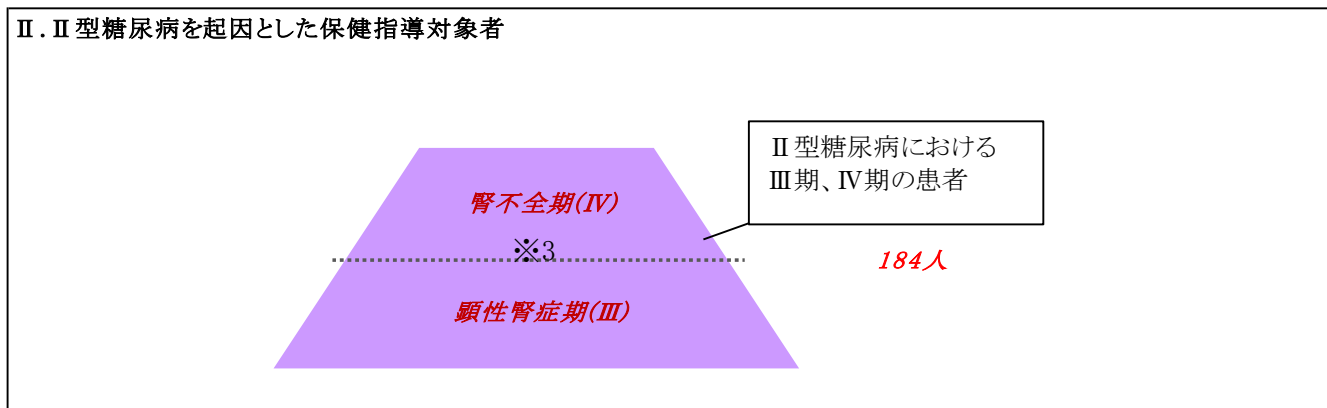 Ⅱ.Ⅱ型糖尿病を起因とした保健指導対象者
Ⅱ型糖尿病における
Ⅲ期、Ⅳ期の患者
腎不全期(Ⅳ)
※3
184人
顕性腎症期(Ⅲ)